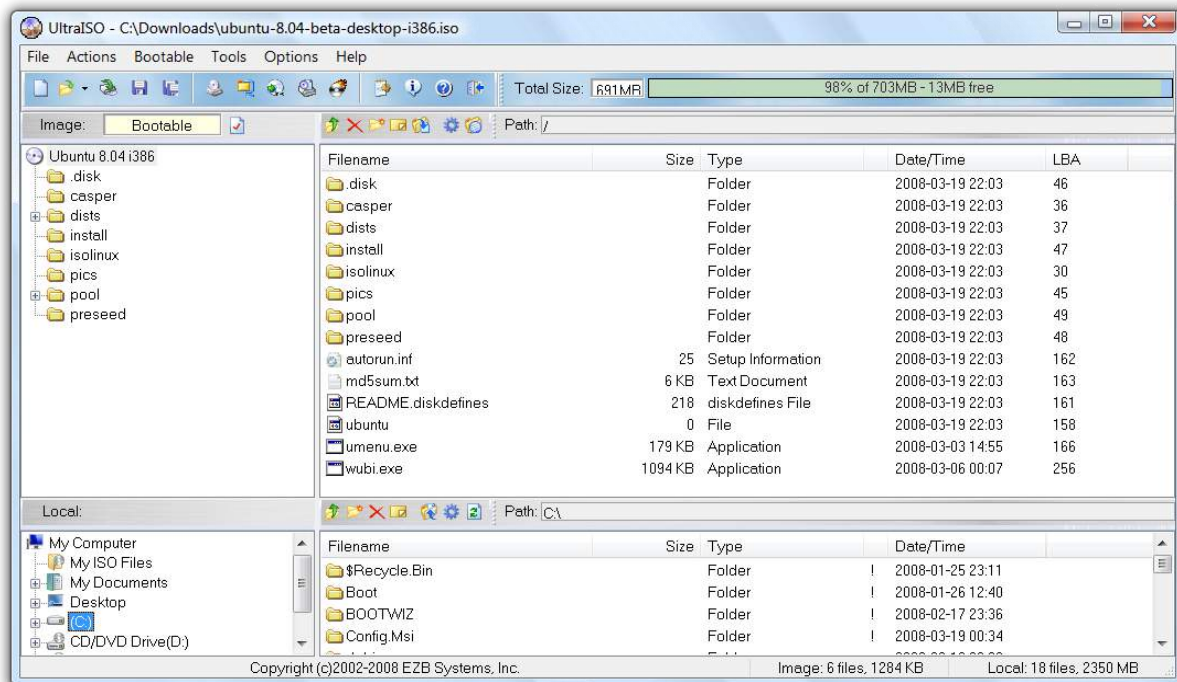 UltraISO - C:\Downloads\ubuntu-8.04-beta-desktop-i386.iso
File Actions Bootable Tools Options Help
Total Size: 691MB 98% of 703MB - 13MB free
Image: Bootable Path: /
Ubuntu 8.04 i386
.disk
casper
dists
install
isolinux
pics
pool
preseed
Filename Size Type Date/Time LBA
.disk Folder 2008-03-19 22:03 46
casper Folder 2008-03-19 22:03 36
dists Folder 2008-03-19 22:03 37
install Folder 2008-03-19 22:03 47
isolinux Folder 2008-03-19 22:03 30
pics Folder 2008-03-19 22:03 45
pool Folder 2008-03-19 22:03 49
preseed Folder 2008-03-19 22:03 48
autorun.inf 25 Setup Information 2008-03-19 22:03 162
md5sum.txt 6 KB Text Document 2008-03-19 22:03 163
README.diskdefines 218 diskdefines File 2008-03-19 22:03 161
ubuntu 0 File 2008-03-19 22:03 158
umenu.exe 179 KB Application 2008-03-03 14:55 166
wubi.exe 1094 KB Application 2008-03-06 00:07 256
Local: Path: C:\
My Computer
My ISO Files
My Documents
Desktop
(C:)
CD/DVD Drive(D:)
Filename Size Type Date/Time
$Recycle.Bin Folder ! 2008-01-25 23:11
Boot Folder ! 2008-01-26 12:40
BOOTWIZ Folder ! 2008-02-17 23:36
Config.Msi Folder ! 2008-03-19 00:34
Copyright (c)2002-2008 EZB Systems, Inc. Image: 6 files, 1284 KB Local: 18 files, 2350 MB